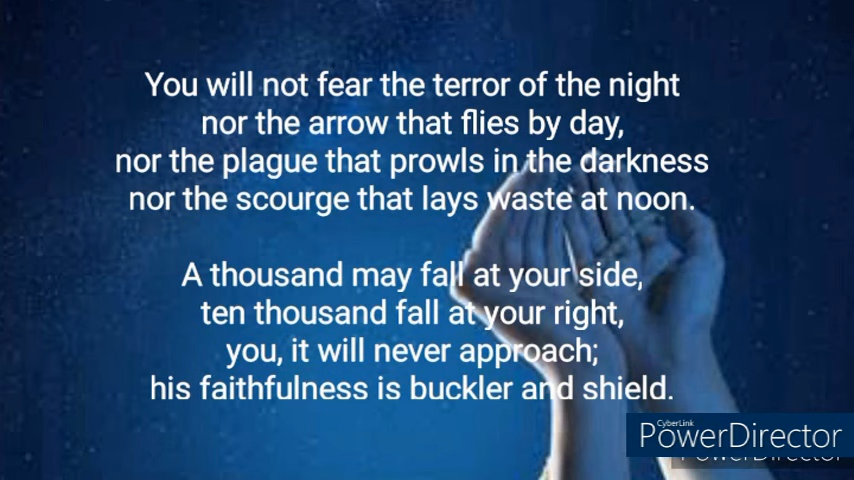 You will not fear the terror of the night
nor the arrow that flies by day,
nor the plague that prowls in the darkness
nor the scourge that lays waste at noon.
A thousand may fall at your side,
ten thousand fall at your right,
you, it will never approach;
his faithfulness is buckler and shield.
CyberLink
PowerDirector
PowerDirector